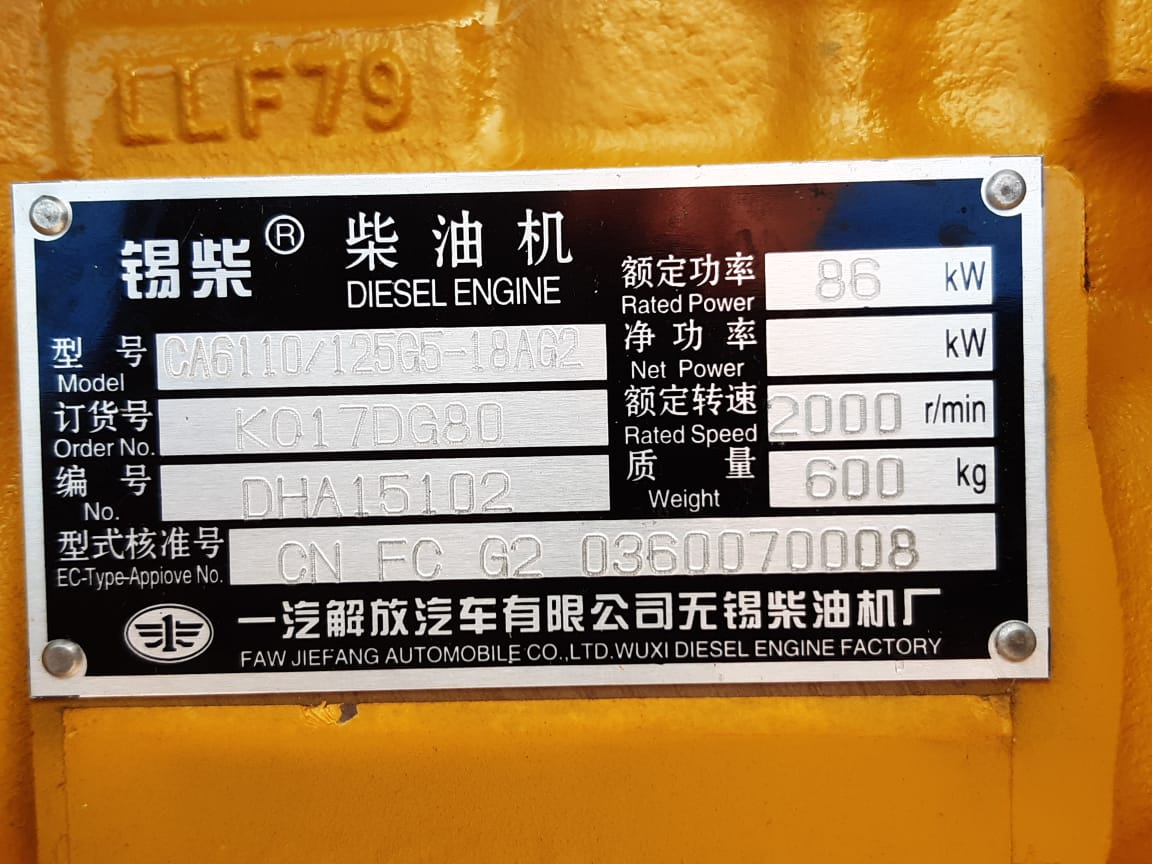 LLF79
锡柴® 柴油机
DIESEL ENGINE
型号 CA6110/125G5-18AG2
Model
订货号 K017DG80
Order No.
编号 DHA15102
No.
额定功率 86 kW
Rated Power
净功率 kW
Net Power
额定转速 2000 r/min
Rated Speed
质量 600 kg
Weight
型式核准号 CN FC G2 0360070008
EC-Type-Appiove No.
一汽解放汽车有限公司无锡柴油机厂
FAW JIEFANG AUTOMOBILE CO.,LTD.WUXI DIESEL ENGINE FACTORY